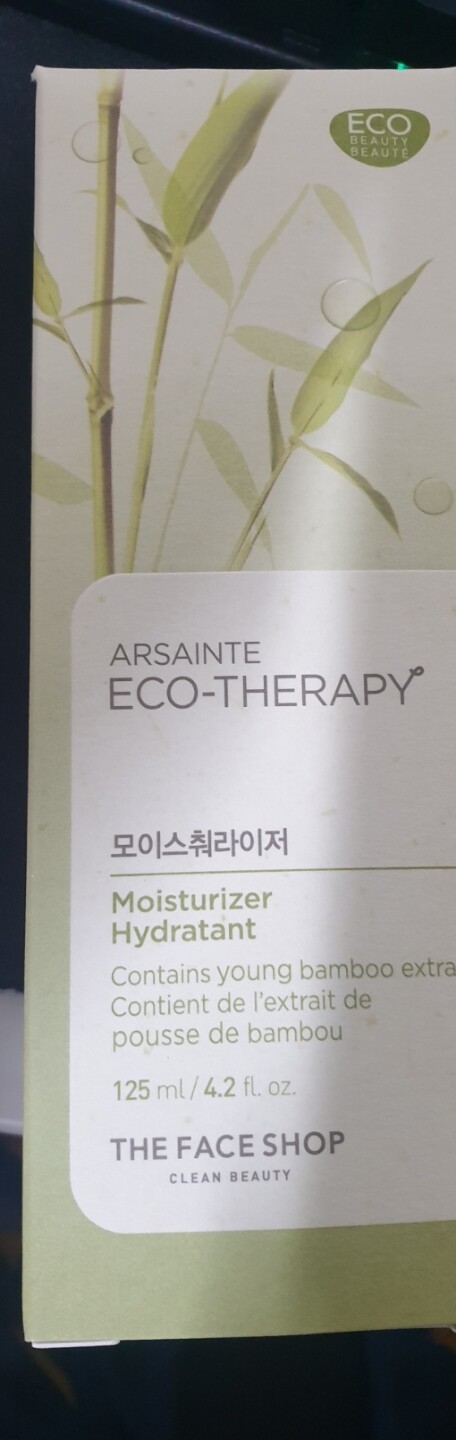 ECO
BEAUTY
BEAUTÉ
ARSAINTE
ECO-THERAPY
모이스춰라이저
Moisturizer
Hydratant
Contains young bamboo extra
Contient de l'extrait de
pousse de bambou
125 ml / 4.2 fl. oz.
THE FACE SHOP
CLEAN BEAUTY